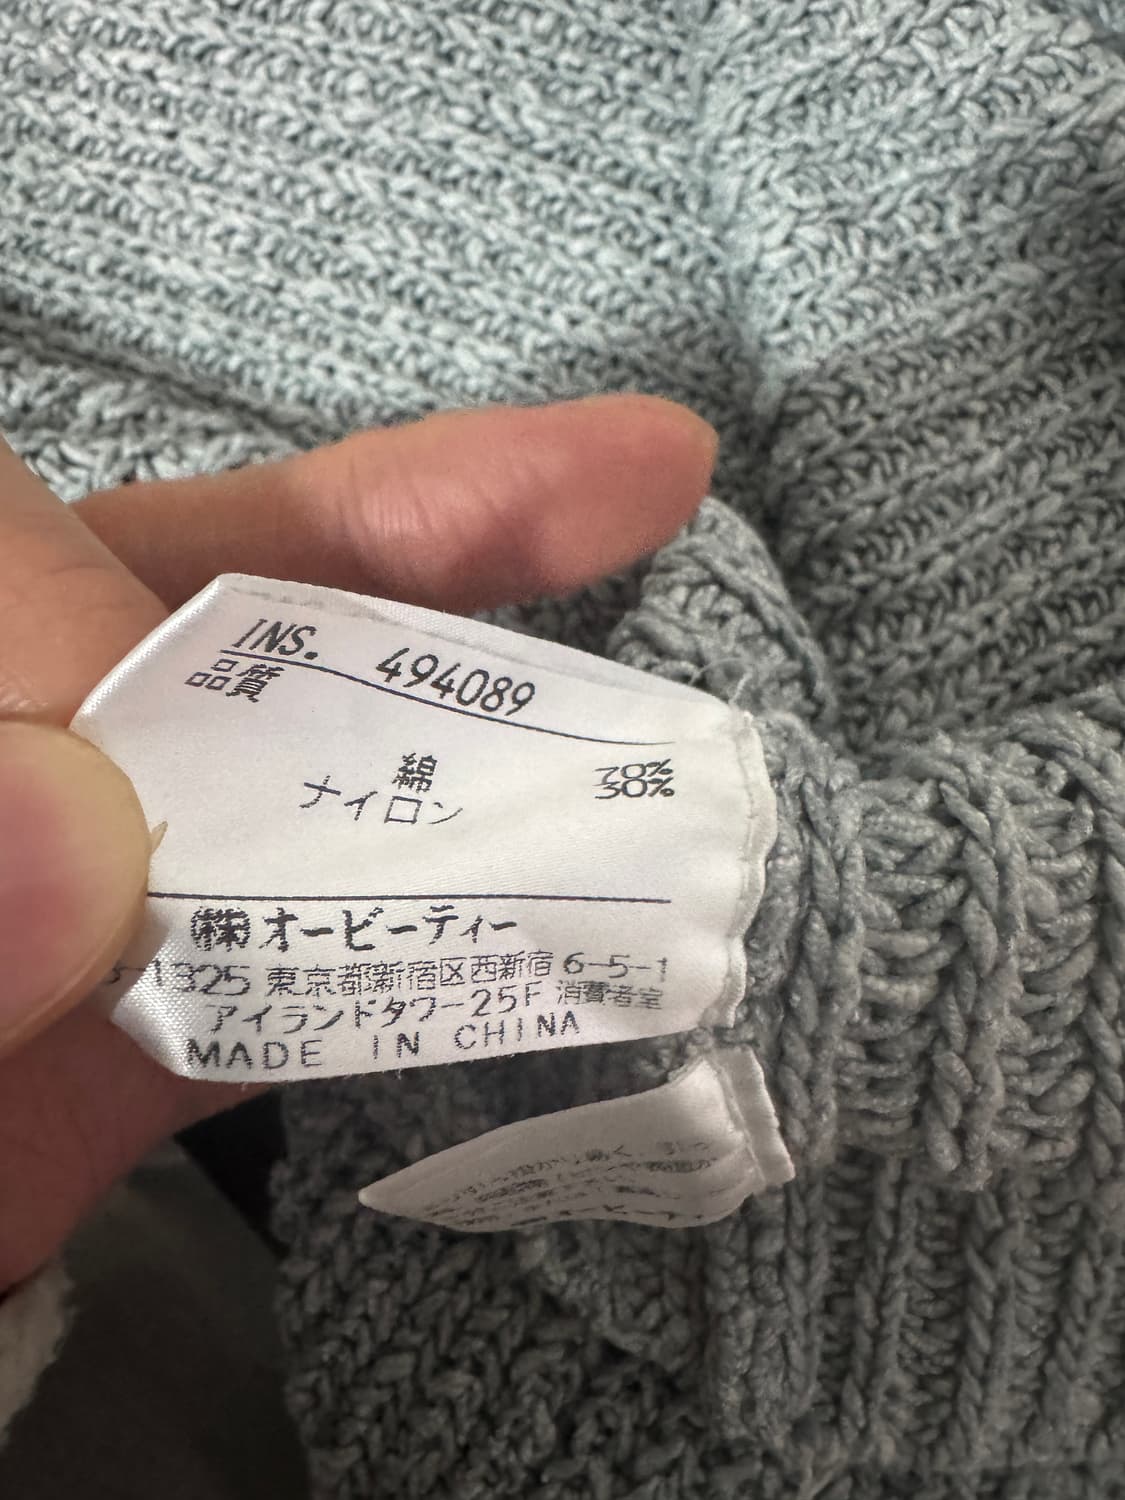 INS. 494089
品質
綿 70%
ナイロン 30%
㈱オービーティー
-1325 東京都新宿区西新宿 6-5-1
アイランドタワー25F 消費者室
MADE IN CHINA